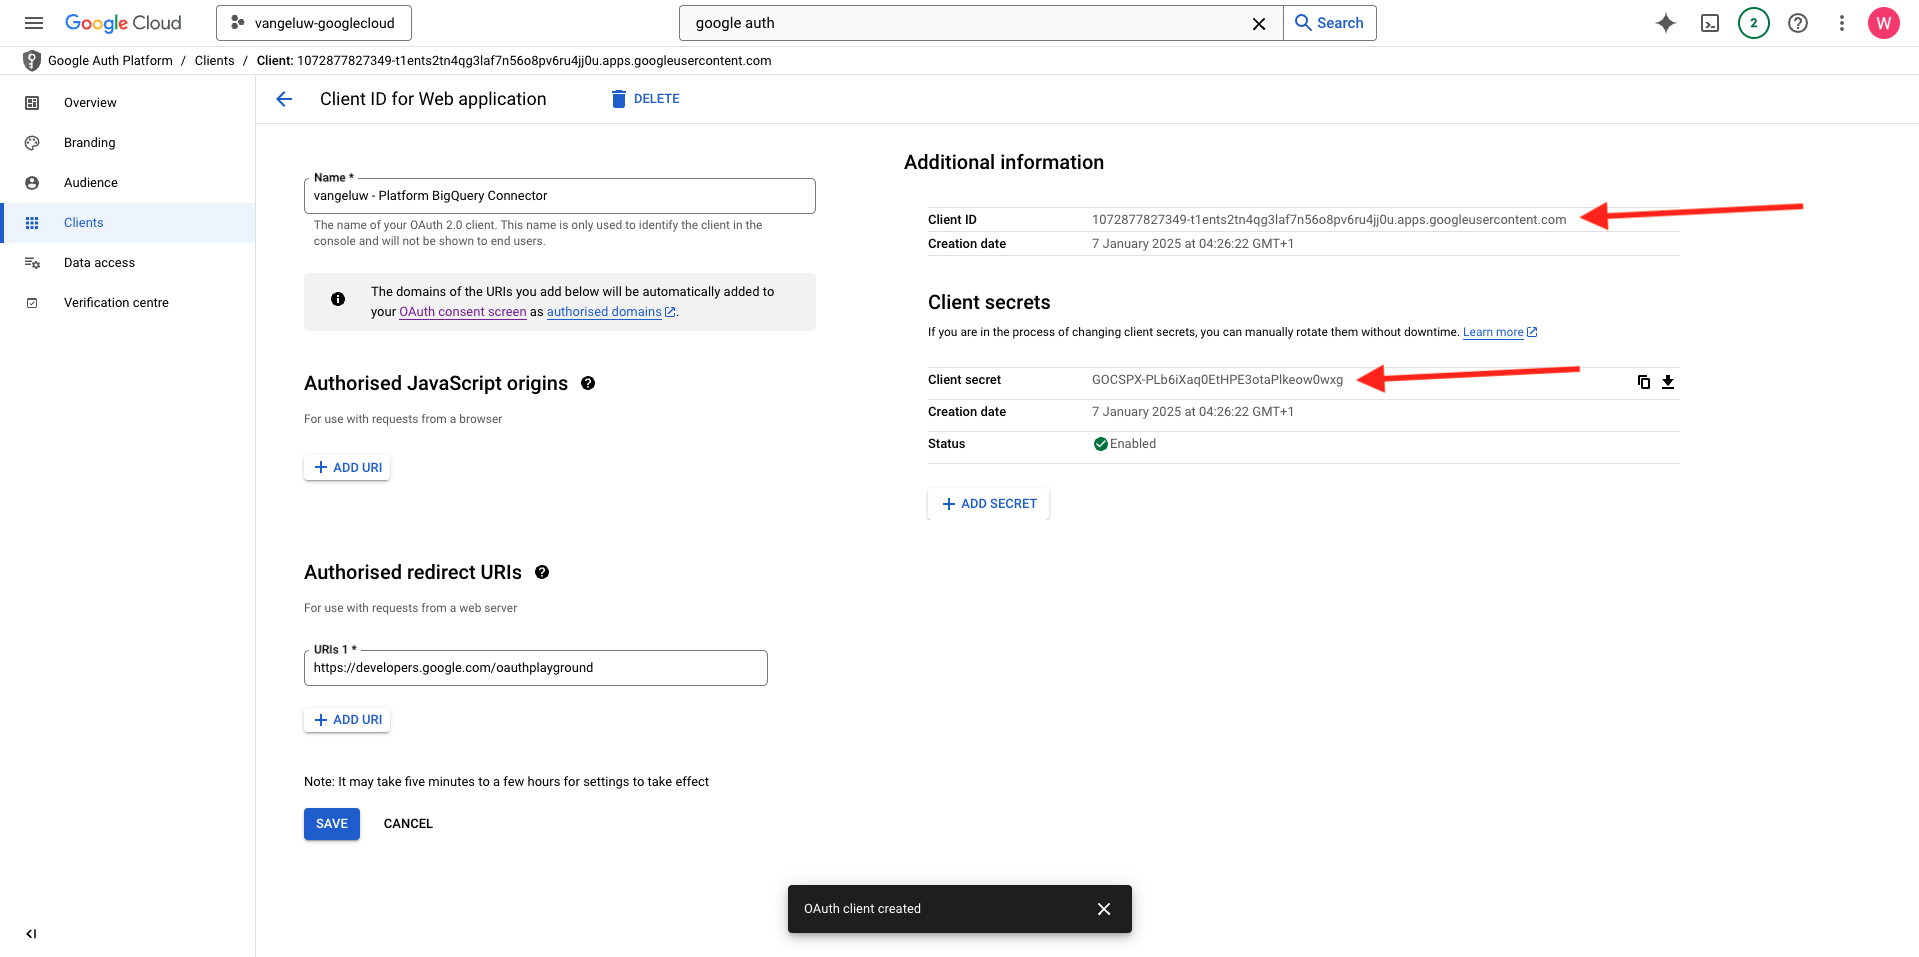 Google Cloud
vangeluw-googlecloud
google auth
Search
2
W
Google Auth Platform / Clients / Client: 1072877827349-t1ents2tn4qg3laf7n56o8pv6ru4jj0u.apps.googleusercontent.com
Overview
Branding
Audience
Clients
Data access
Verification centre
Client ID for Web application
DELETE
Name *
vangeluw - Platform BigQuery Connector
The name of your OAuth 2.0 client. This name is only used to identify the client in the
console and will not be shown to end users.
The domains of the URIs you add below will be automatically added to
your OAuth consent screen as authorised domains.
Authorised JavaScript origins
For use with requests from a browser
ADD URI
Authorised redirect URIs
For use with requests from a web server
URIs 1 *
https://developers.google.com/oauthplayground
ADD URI
Note: It may take five minutes to a few hours for settings to take effect
SAVE
CANCEL
Additional information
Client ID 1072877827349-t1ents2tn4qg3laf7n56o8pv6ru4jj0u.apps.googleusercontent.com
Creation date 7 January 2025 at 04:26:22 GMT+1
Client secrets
If you are in the process of changing client secrets, you can manually rotate them without downtime. Learn more
Client secret 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
Creation date 7 January 2025 at 04:26:22 GMT+1
Status Enabled
ADD SECRET
OAuth client created